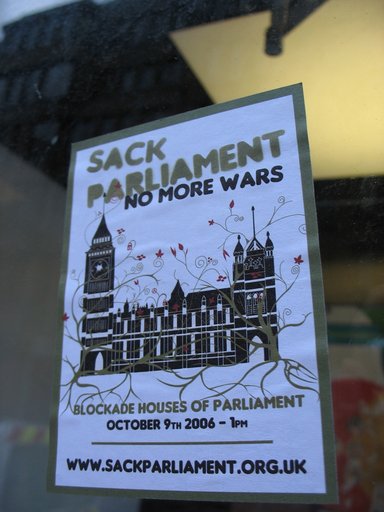 SACK
PARLIAMENT
NO MORE WARS
BLOCKADE HOUSES OF PARLIAMENT
OCTOBER 9TH 2006 - 1PM
WWW.SACKPARLIAMENT.ORG.UK